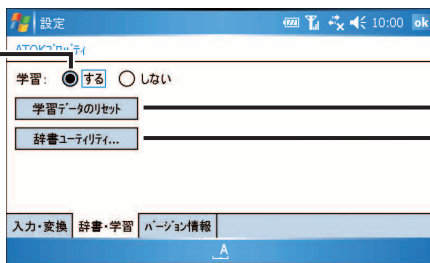 設定 10:00 ok
ATOKﾌﾟﾛﾊﾟﾃｨ
学習: する しない
学習ﾃﾞｰﾀのﾘｾｯﾄ
辞書ﾕｰﾃｨﾘﾃｨ...
入力・変換 辞書・学習 ﾊﾞｰｼﾞｮﾝ情報
A